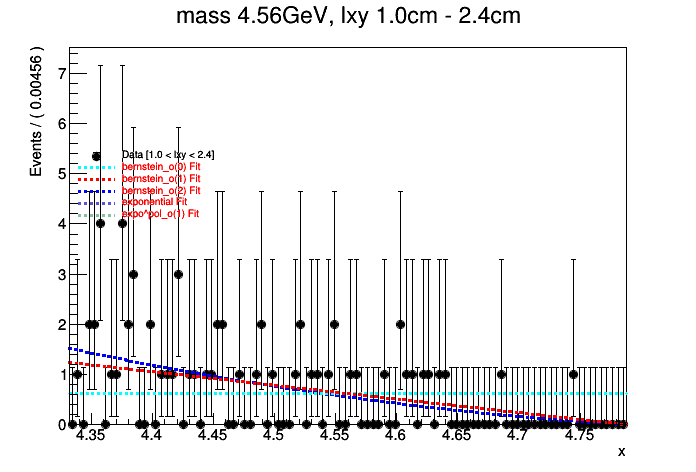 mass 4.56GeV, lxy 1.0cm - 2.4cm
Events / ( 0.00456 )
7
6
5
4
3
2
1
0
Data [1.0 < lxy < 2.4]
bernstein_o(0) Fit
bernstein_o(1) Fit
bernstein_o(2) Fit
exponential Fit
expo*pol_o(1) Fit
4.35 4.4 4.45 4.5 4.55 4.6 4.65 4.7 4.75
x